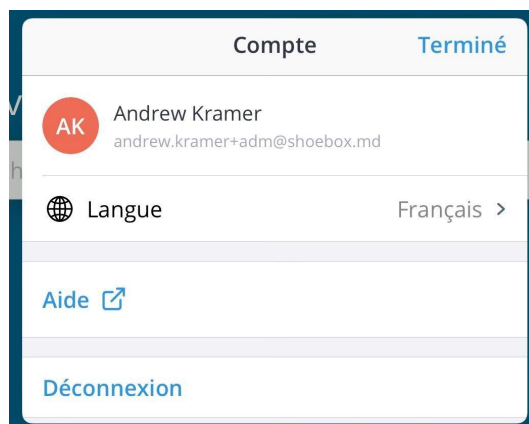 Compte
Terminé
AK
Andrew Kramer
andrew.kramer+adm@shoebox.md
Langue
Français
Aide
Déconnexion